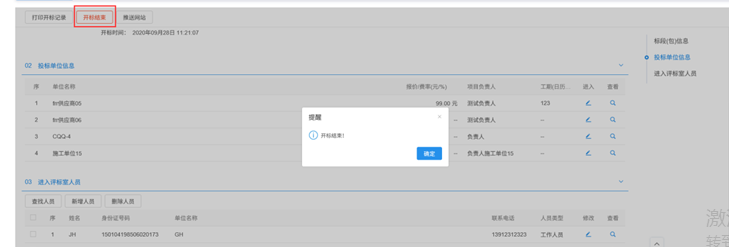 打印开标记录 开标结束 推送网站
开标时间: 2020年09月28日 11:21:07
标段(包)信息
投标单位信息
进入评标室人员
02 投标单位信息
序 单位名称 报价/费率(元/%) 项目负责人 工期(日历... 进入 查看
1 ttr供应商05 99.00 元 测试负责人 123
2 ttr供应商06 -- 测试负责人 --
3 CQQ-4 -- 负责人 --
4 施工单位15 -- 负责人施工单位15 --
提醒 ×
开标结束!
确定
03 进入评标室人员
查找人员 新增人员 删除人员
序 姓名 身份证号码 单位名称 联系电话 人员类型 修改 查看
1 JH 150104198506020173 GH 13912312323 工作人员
激
转到